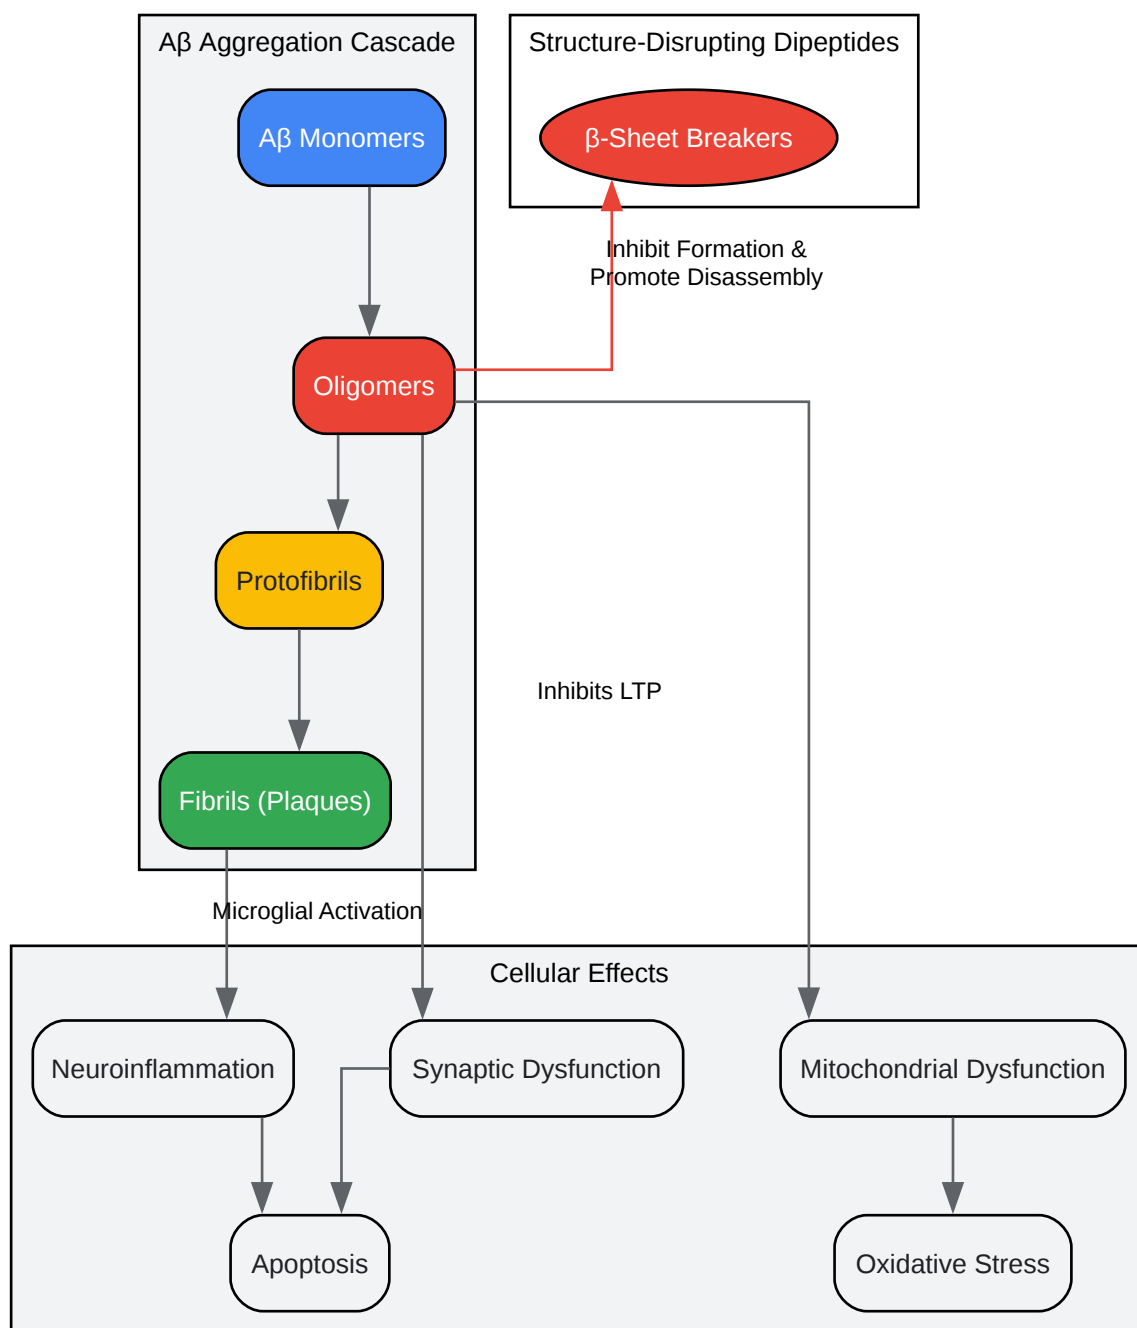 Aβ Aggregation Cascade
Structure-Disrupting Dipeptides
Aβ Monomers
β-Sheet Breakers
Inhibit Formation &
Promote Disassembly
Oligomers
Protofibrils
Inhibits LTP
Fibrils (Plaques)
Microglial Activation
Cellular Effects
Neuroinflammation
Synaptic Dysfunction
Mitochondrial Dysfunction
Apoptosis
Oxidative Stress